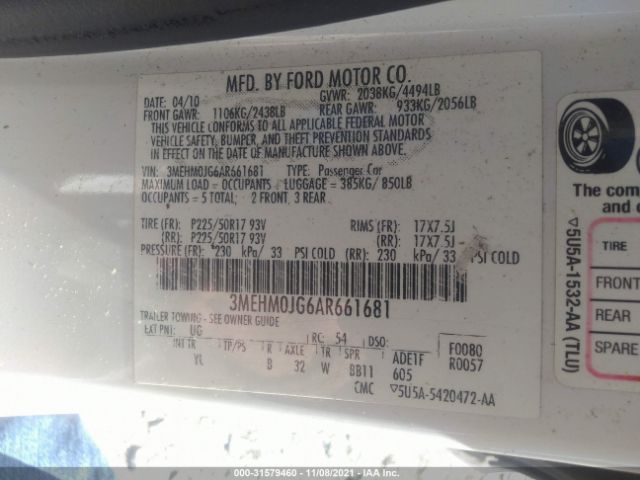 MFD. BY FORD MOTOR CO.
DATE: 04/10 GVWR: 2038KG/4494LB
FRONT GAWR: 1106KG/2438LB REAR GAWR: 933KG/2056LB
THIS VEHICLE CONFORMS TO ALL APPLICABLE FEDERAL MOTOR
VEHICLE SAFETY, BUMPER, AND THEFT PREVENTION STANDARDS
IN EFFECT ON THE DATE OF MANUFACTURE SHOWN ABOVE.
VIN: 3MEHM0JG6AR661681 TYPE: Passenger Car
MAXIMUM LOAD = OCCUPANTS + LUGGAGE = 385KG/ 850LB
OCCUPANTS = 5 TOTAL, 2 FRONT, 3 REAR
TIRE (FR): P225/50R17 93V RIMS (FR): 17X7.5J
(RR): P225/50R17 93V (RR): 17X7.5J
PRESSURE (FR): 230 kPa/ 33 PSI COLD (RR): 230 kPa/ 33 PSI COLD
3MEHM0JG6AR661681
TRAILER TOWING - SEE OWNER GUIDE
EXT PNT: UG RC: 54 DSO: F0080
INT TR TP/PS R AXLE TR SPR ADE1F R0057
YL B 32 W BB11 605
CMC ▽5U5A-5420472-AA
The com
and c
TIRE
FRONT
REAR
SPARE
▽5U5A-1532-AA (TLU)
000-31579460 - 11/08/2021 - IAA Inc.